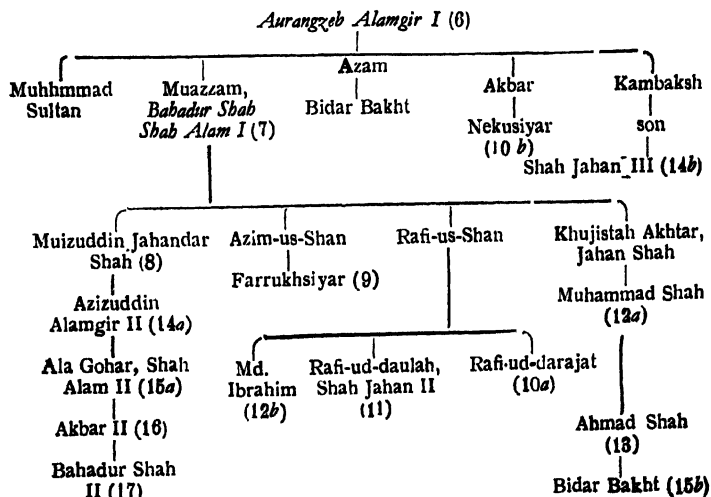 Aurangzeb Alamgir I (6)
Muhhmmad
Sultan
Muazzam,
Bahadur Shah
Shah Alam I (7)
Azam
Bidar Bakht
Akbar
Nekusiyar
(10 b)
Kambaksh
son
Shah Jahan III (14b)
Muizuddin Jahandar
Shah (8)
Azim-us-Shan
Farrukhsiyar (9)
Rafi-us-Shan
Khujistah Akhtar,
Jahan Shah
Azizuddin
Alamgir II (14a)
Muhammad Shah
(12a)
Ala Gohar, Shah
Alam II (15a)
Md.
Ibrahim
(12b)
Rafi-ud-daulah,
Shah Jahan II
(11)
Rafi-ud-darajat
(10a)
Akbar II (16)
Ahmad Shah
(13)
Bahadur Shah
II (17)
Bidar Bakht (15b)